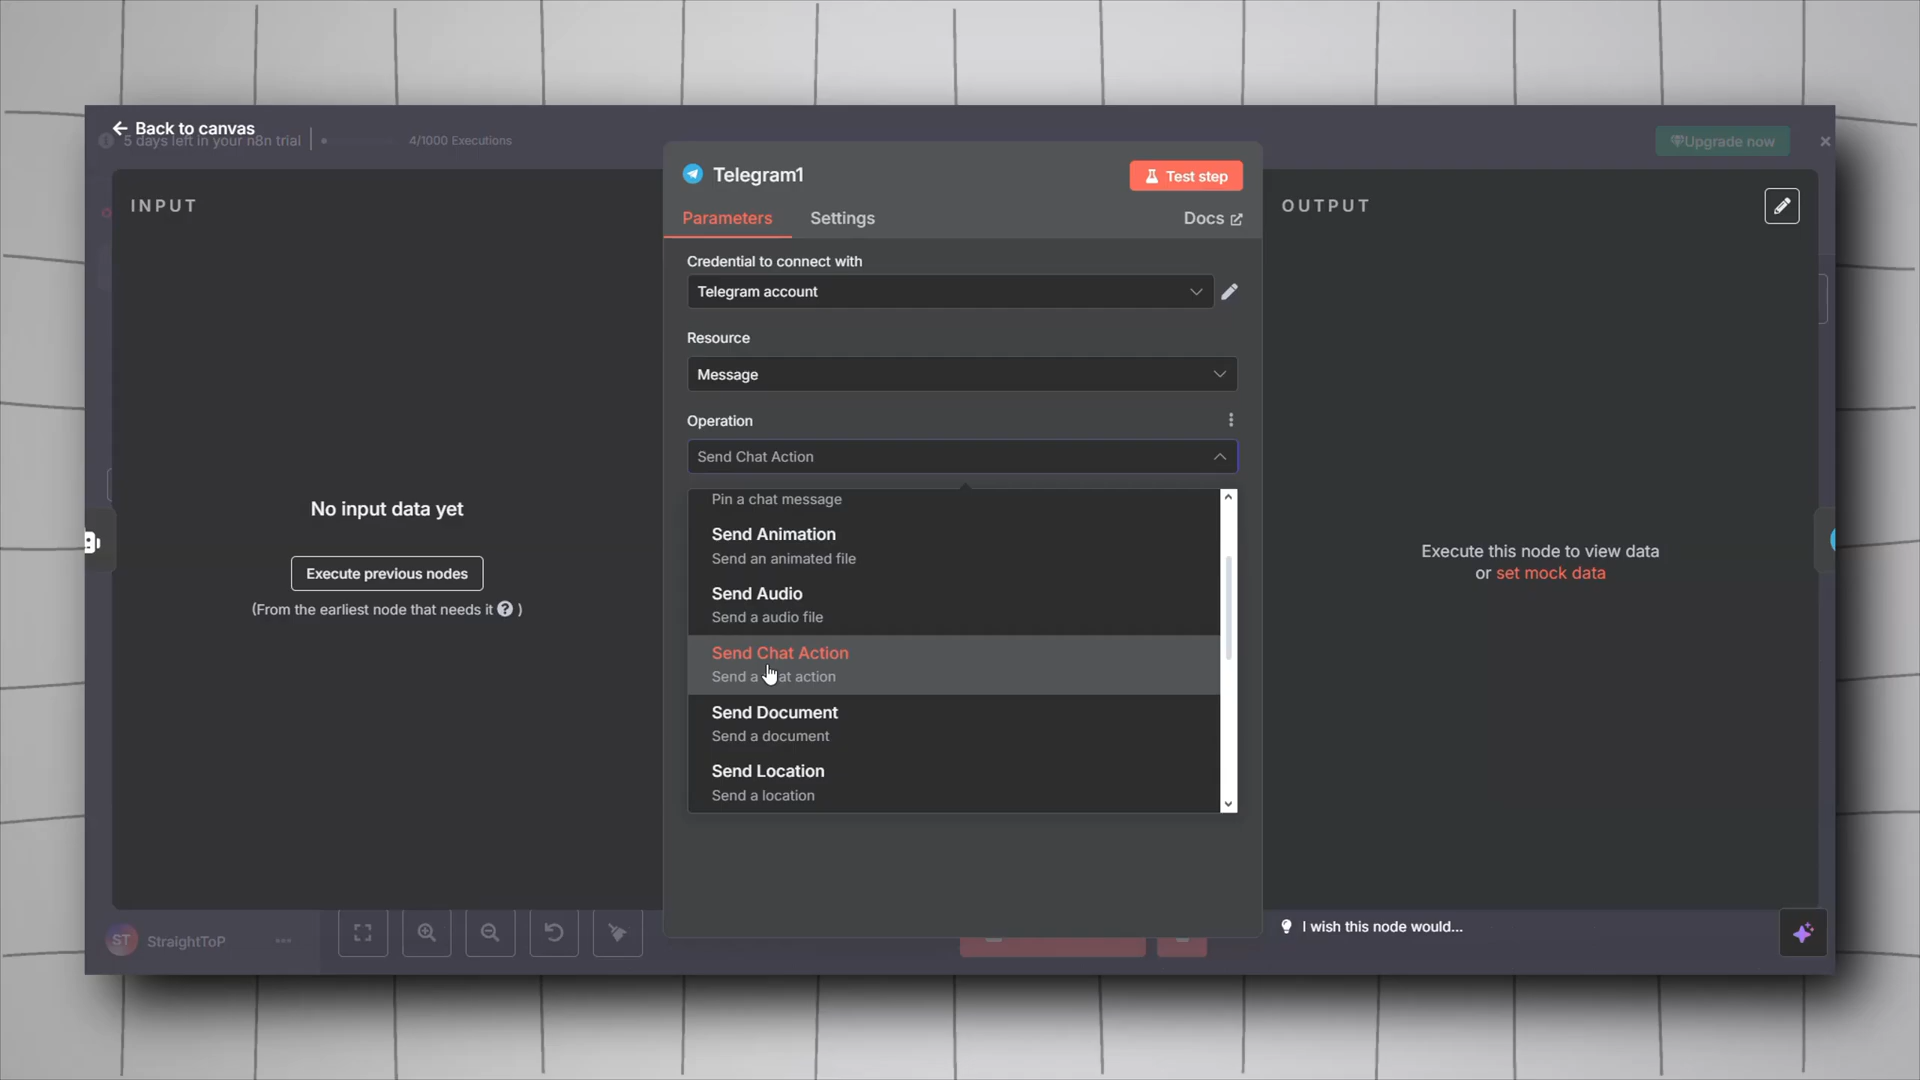 Back to canvas
5 days left in your n8n trial
4/1000 Executions
Upgrade now
INPUT
No input data yet
Execute previous nodes
(From the earliest node that needs it ? )
Telegram1
Test step
Parameters
Settings
Docs
Credential to connect with
Telegram account
Resource
Message
Operation
Send Chat Action
Pin a chat message
Send Animation
Send an animated file
Send Audio
Send a audio file
Send Chat Action
Send a chat action
Send Document
Send a document
Send Location
Send a location
OUTPUT
Execute this node to view data
or set mock data
ST
StraightToP
I wish this node would...